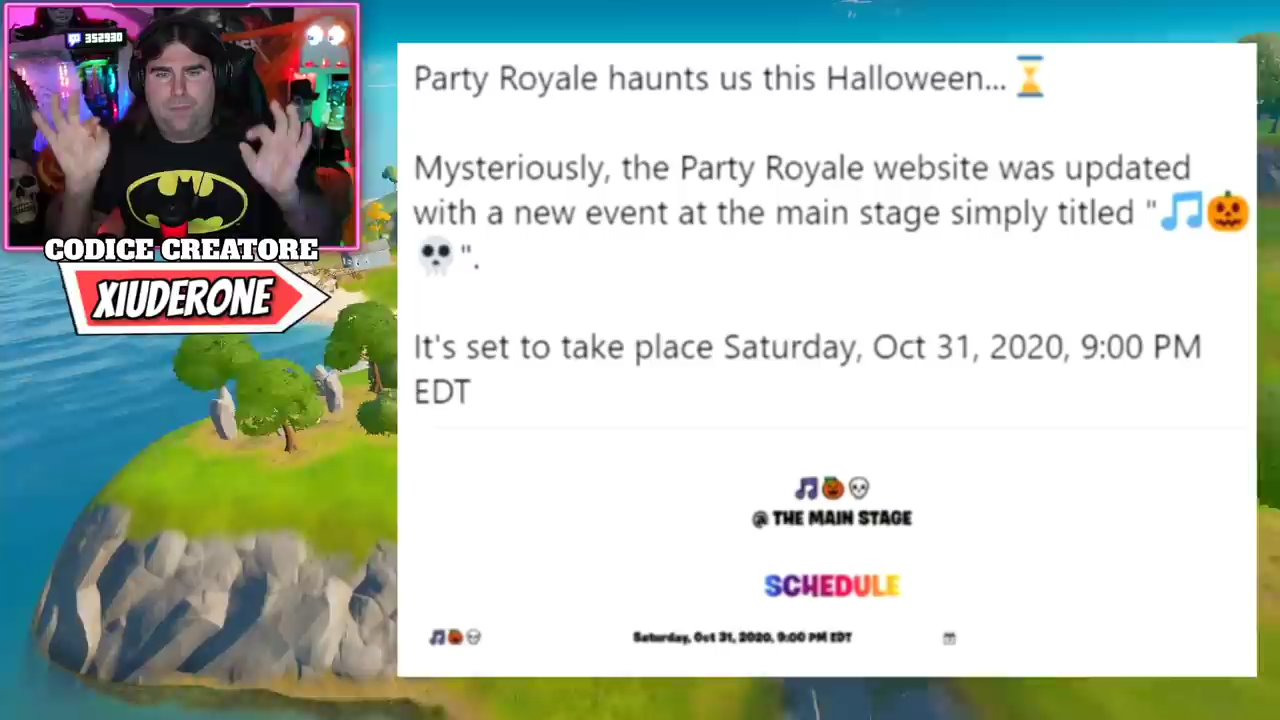 352930
CODICE CREATORE
XIUDERONE
Party Royale haunts us this Halloween... ⏳
Mysteriously, the Party Royale website was updated
with a new event at the main stage simply titled "🎵🎃
💀".
It's set to take place Saturday, Oct 31, 2020, 9:00 PM
EDT
🎵🎃💀
@ THE MAIN STAGE
SCHEDULE
🎵🎃💀 Saturday, Oct 31, 2020, 9:00 PM EDT